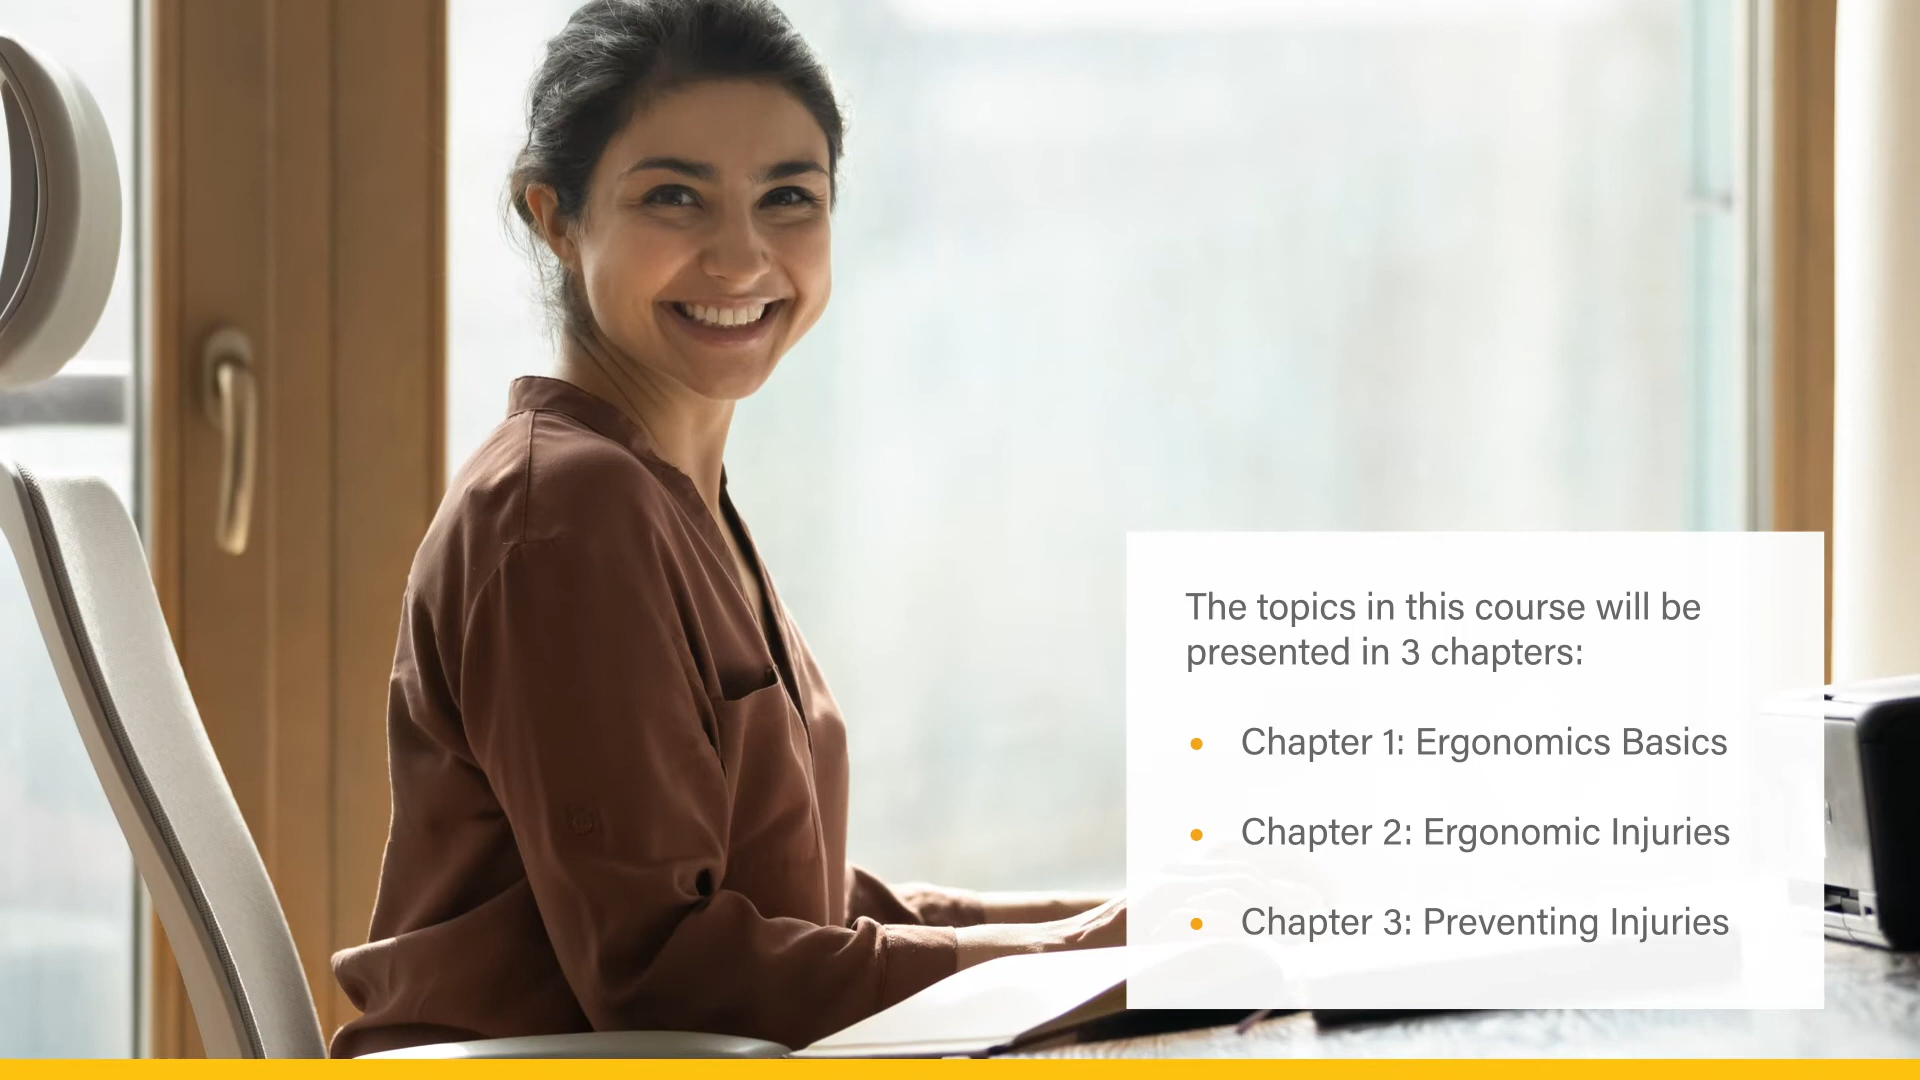 The topics in this course will be
presented in 3 chapters:
• Chapter 1: Ergonomics Basics
• Chapter 2: Ergonomic Injuries
• Chapter 3: Preventing Injuries